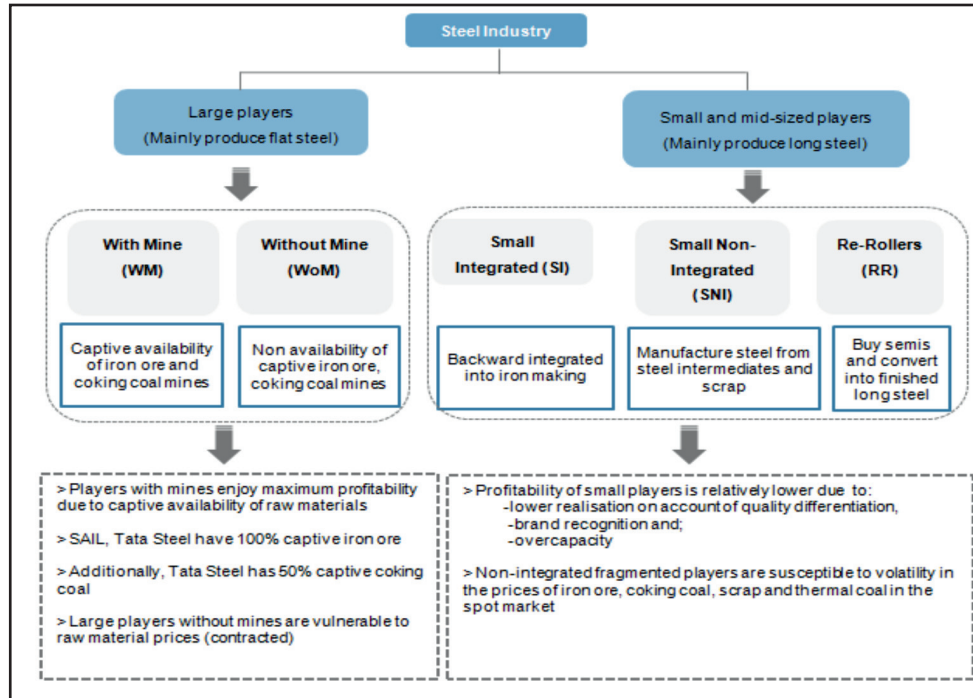 Steel Industry
Large players
(Mainly produce flat steel)
Small and mid-sized players
(Mainly produce long steel)
With Mine
(WM)
Without Mine
(WoM)
Small
Integrated (SI)
Small Non-
Integrated
(SNI)
Re-Rollers
(RR)
Captive availability
of iron ore and
coking coal mines
Non availability of
captive iron ore,
coking coal mines
Backward integrated
into iron making
Manufacture steel from
steel intermediates and
scrap
Buy semis
and convert
into finished
long steel
> Players with mines enjoy maximum profitability
due to captive availability of raw materials
> SAIL, Tata Steel have 100% captive iron ore
> Additionally, Tata Steel has 50% captive coking
coal
> Large players without mines are vulnerable to
raw material prices (contracted)
> Profitability of small players is relatively lower due to:
-lower realisation on account of quality differentiation,
-brand recognition and;
-overcapacity
> Non-integrated fragmented players are susceptible to volatility in
the prices of iron ore, coking coal, scrap and thermal coal in the
spot market